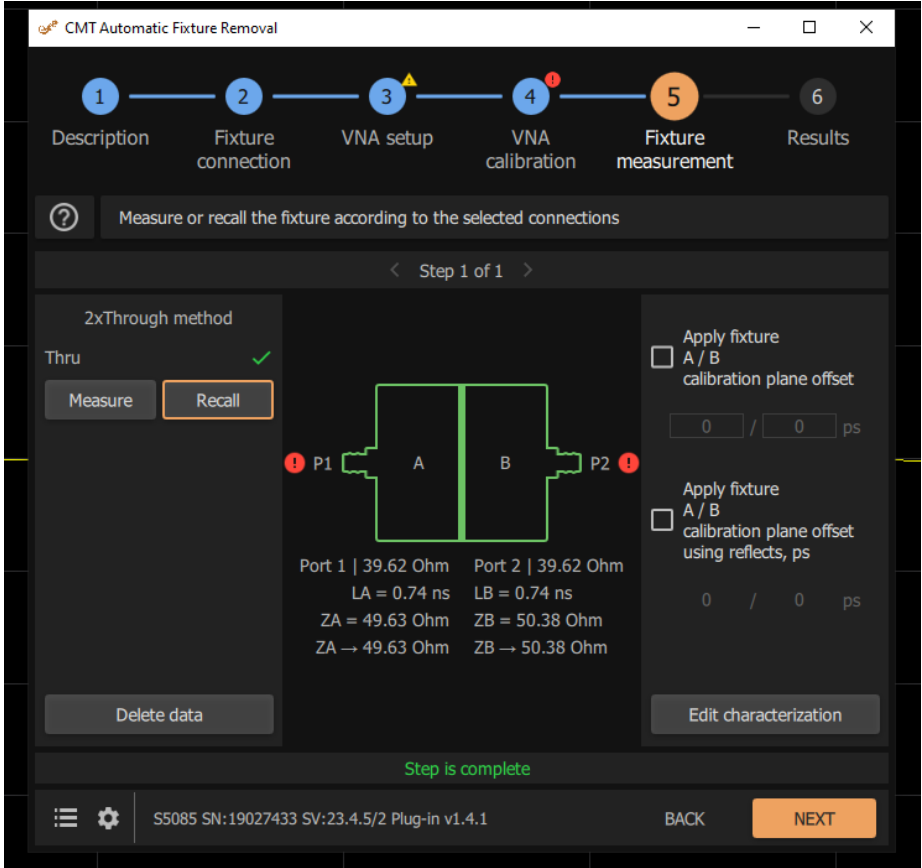 CMT Automatic Fixture Removal
1
2
3
4
5
6
Description
Fixture
connection
VNA setup
VNA
calibration
Fixture
measurement
Results
Measure or recall the fixture according to the selected connections
< Step 1 of 1 >
2xThrough method
Thru
Measure
Recall
Delete data
P1
A
B
P2
Port 1 | 39.62 Ohm
LA = 0.74 ns
ZA = 49.63 Ohm
ZA → 49.63 Ohm
Port 2 | 39.62 Ohm
LB = 0.74 ns
ZB = 50.38 Ohm
ZB → 50.38 Ohm
Apply fixture
A / B
calibration plane offset
0 / 0 ps
Apply fixture
A / B
calibration plane offset
using reflects, ps
0 / 0 ps
Edit characterization
Step is complete
S5085 SN:19027433 SV:23.4.5/2 Plug-in v1.4.1
BACK
NEXT